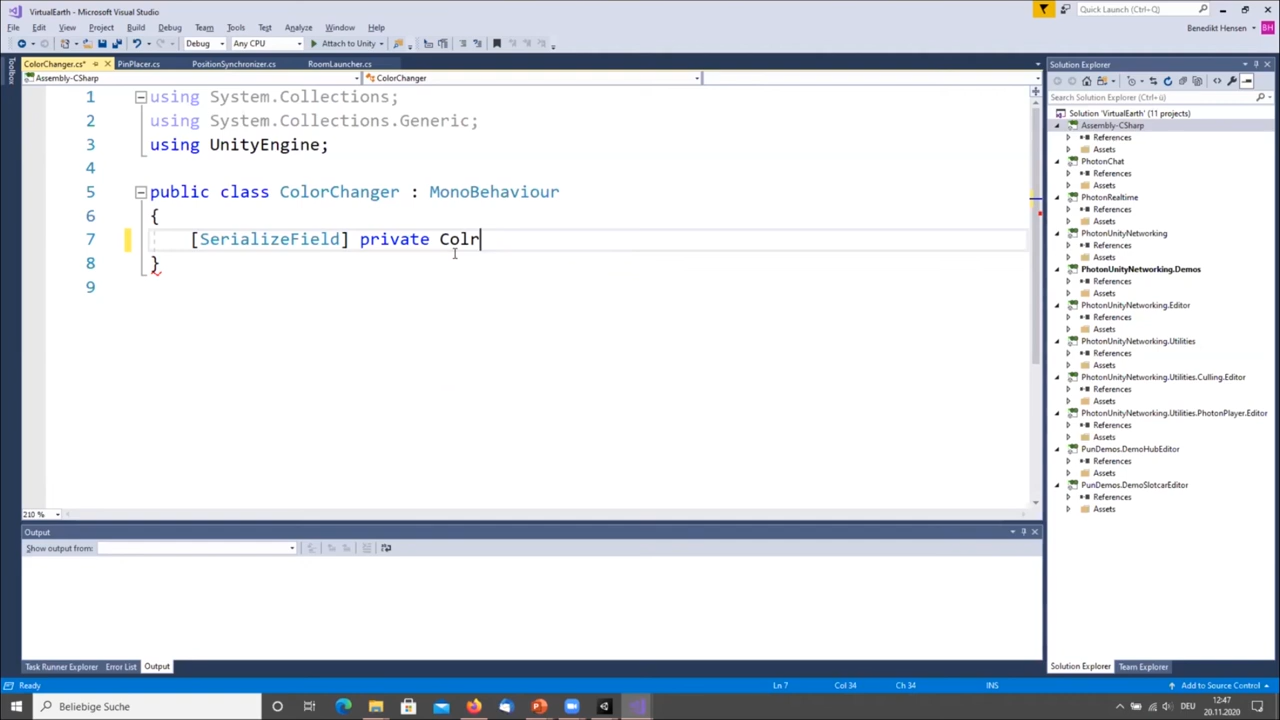 VirtualEarth - Microsoft Visual Studio
Quick Launch (Ctrl+Q)
File Edit View Project Build Debug Team Tools Analyze Window Help
Benedikt Hensen BH
Debug Any CPU Attach to Unity
Toolbox
ColorChanger.cs* PinPlacer.cs PositionSynchronizer.cs RoomLauncher.cs
Assembly-CSharp ColorChanger
1 using System.Collections;
2 using System.Collections.Generic;
3 using UnityEngine;
4
5 public class ColorChanger : MonoBehaviour
6 {
7 [SerializeField] private Colr
8 }
9
210 %
Output
Show output from:
Task Runner Explorer Error List Output
Solution Explorer
Search Solution Explorer (Ctrl+ü)
Solution 'VirtualEarth' (11 projects)
Assembly-CSharp
References
Assets
PhotonChat
References
Assets
PhotonRealtime
References
Assets
PhotonUnityNetworking
References
Assets
PhotonUnityNetworking.Demos
References
Assets
PhotonUnityNetworking.Editor
References
Assets
PhotonUnityNetworking.Utilities
References
Assets
PhotonUnityNetworking.Utilities.Culling.Editor
References
Assets
PhotonUnityNetworking.Utilities.PhotonPlayer.Editor
References
Assets
PunDemos.DemoHubEditor
References
Assets
PunDemos.DemoSlotcarEditor
References
Assets
Solution Explorer Team Explorer
Ready Ln 7 Col 34 Ch 34 INS Add to Source Control
Beliebige Suche DEU 12:47
20.11.2020